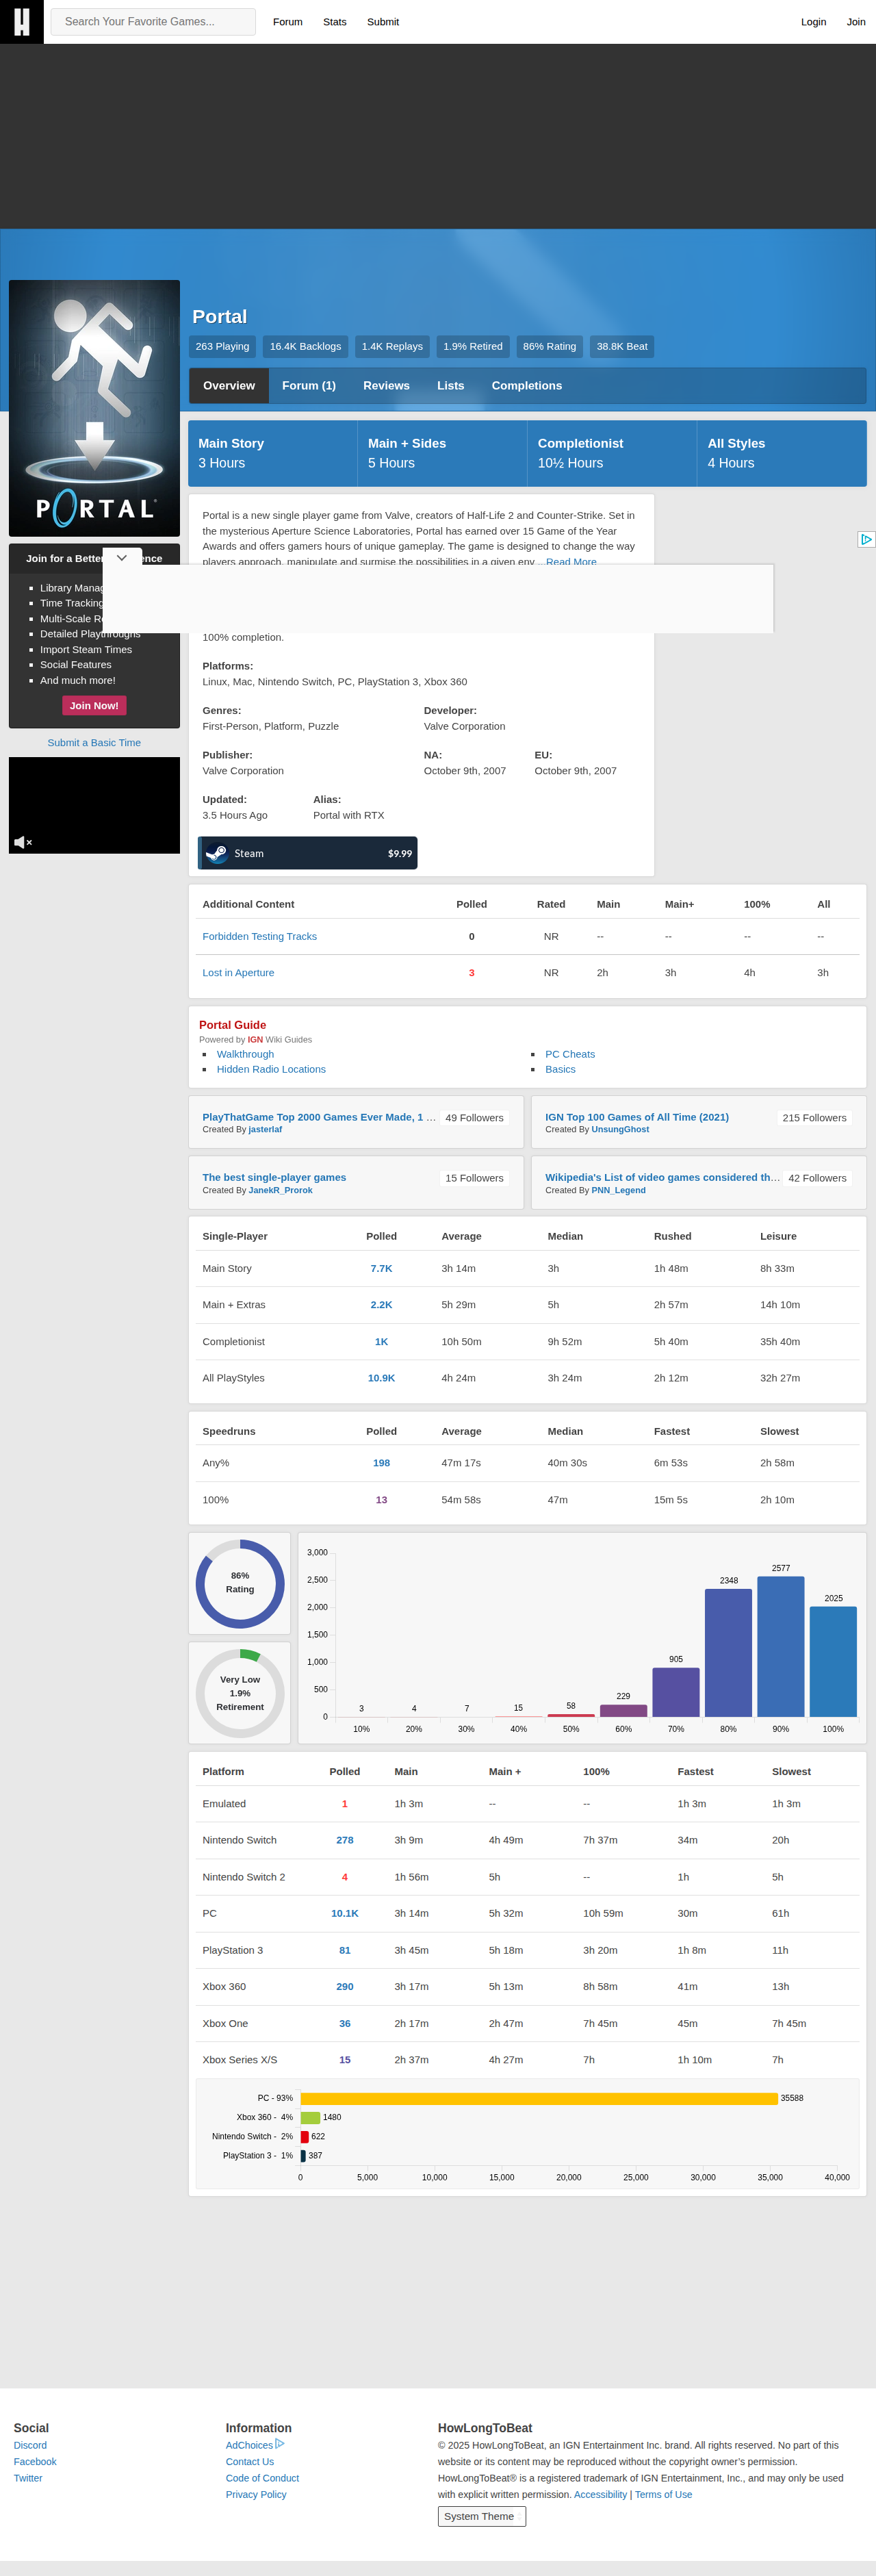 Search Your Favorite Games...
Forum Stats Submit
Login Join
Portal
263 Playing 16.4K Backlogs 1.4K Replays 1.9% Retired 86% Rating 38.8K Beat
Overview Forum (1) Reviews Lists Completions
PORTAL
Main Story
3 Hours
Main + Sides
5 Hours
Completionist
10½ Hours
All Styles
4 Hours
Portal is a new single player game from Valve, creators of Half-Life 2 and Counter-Strike. Set in
the mysterious Aperture Science Laboratories, Portal has earned over 15 Game of the Year
Awards and offers gamers hours of unique gameplay. The game is designed to change the way
players approach, manipulate and surmise the possibilities in a given env ...Read More
100% completion.
Join for a Better
Library
Time Tracking
Multi-Scale
Detailed Playthroughs
Import Steam Times
Social Features
And much more!
Join Now!
Submit a Basic Time
Platforms:
Linux, Mac, Nintendo Switch, PC, PlayStation 3, Xbox 360
Genres:
First-Person, Platform, Puzzle
Developer:
Valve Corporation
Publisher:
Valve Corporation
NA:
October 9th, 2007
EU:
October 9th, 2007
Updated:
3.5 Hours Ago
Alias:
Portal with RTX
Steam $9.99
Additional Content Polled Rated Main Main+ 100% All
Forbidden Testing Tracks 0 NR -- -- -- --
Lost in Aperture 3 NR 2h 3h 4h 3h
Portal Guide
Powered by IGN Wiki Guides
Walkthrough
Hidden Radio Locations
PC Cheats
Basics
PlayThatGame Top 2000 Games Ever Made, 1 ... 49 Followers
Created By jasterlaf
IGN Top 100 Games of All Time (2021) 215 Followers
Created By UnsungGhost
The best single-player games 15 Followers
Created By JanekR_Prorok
Wikipedia's List of video games considered th... 42 Followers
Created By PNN_Legend
Single-Player Polled Average Median Rushed Leisure
Main Story 7.7K 3h 14m 3h 1h 48m 8h 33m
Main + Extras 2.2K 5h 29m 5h 2h 57m 14h 10m
Completionist 1K 10h 50m 9h 52m 5h 40m 35h 40m
All PlayStyles 10.9K 4h 24m 3h 24m 2h 12m 32h 27m
Speedruns Polled Average Median Fastest Slowest
Any% 198 47m 17s 40m 30s 6m 53s 2h 58m
100% 13 54m 58s 47m 15m 5s 2h 10m
86%
Rating
Very Low
1.9%
Retirement
3,000
2,500
2,000
1,500
1,000
500
0
3 4 7 15 58 229 905 2348 2577 2025
10% 20% 30% 40% 50% 60% 70% 80% 90% 100%
Platform Polled Main Main + 100% Fastest Slowest
Emulated 1 1h 3m -- -- 1h 3m 1h 3m
Nintendo Switch 278 3h 9m 4h 49m 7h 37m 34m 20h
Nintendo Switch 2 4 1h 56m 5h -- 1h 5h
PC 10.1K 3h 14m 5h 32m 10h 59m 30m 61h
PlayStation 3 81 3h 45m 5h 18m 3h 20m 1h 8m 11h
Xbox 360 290 3h 17m 5h 13m 8h 58m 41m 13h
Xbox One 36 2h 17m 2h 47m 7h 45m 45m 7h 45m
Xbox Series X/S 15 2h 37m 4h 27m 7h 1h 10m 7h
PC - 93% 35588
Xbox 360 - 4% 1480
Nintendo Switch - 2% 622
PlayStation 3 - 1% 387
0 5,000 10,000 15,000 20,000 25,000 30,000 35,000 40,000
Social
Discord
Facebook
Twitter
Information
AdChoices
Contact Us
Code of Conduct
Privacy Policy
HowLongToBeat
© 2025 HowLongToBeat, an IGN Entertainment Inc. brand. All rights reserved. No part of this
website or its content may be reproduced without the copyright owner's permission.
HowLongToBeat® is a registered trademark of IGN Entertainment, Inc., and may only be used
with explicit written permission. Accessibility | Terms of Use
System Theme